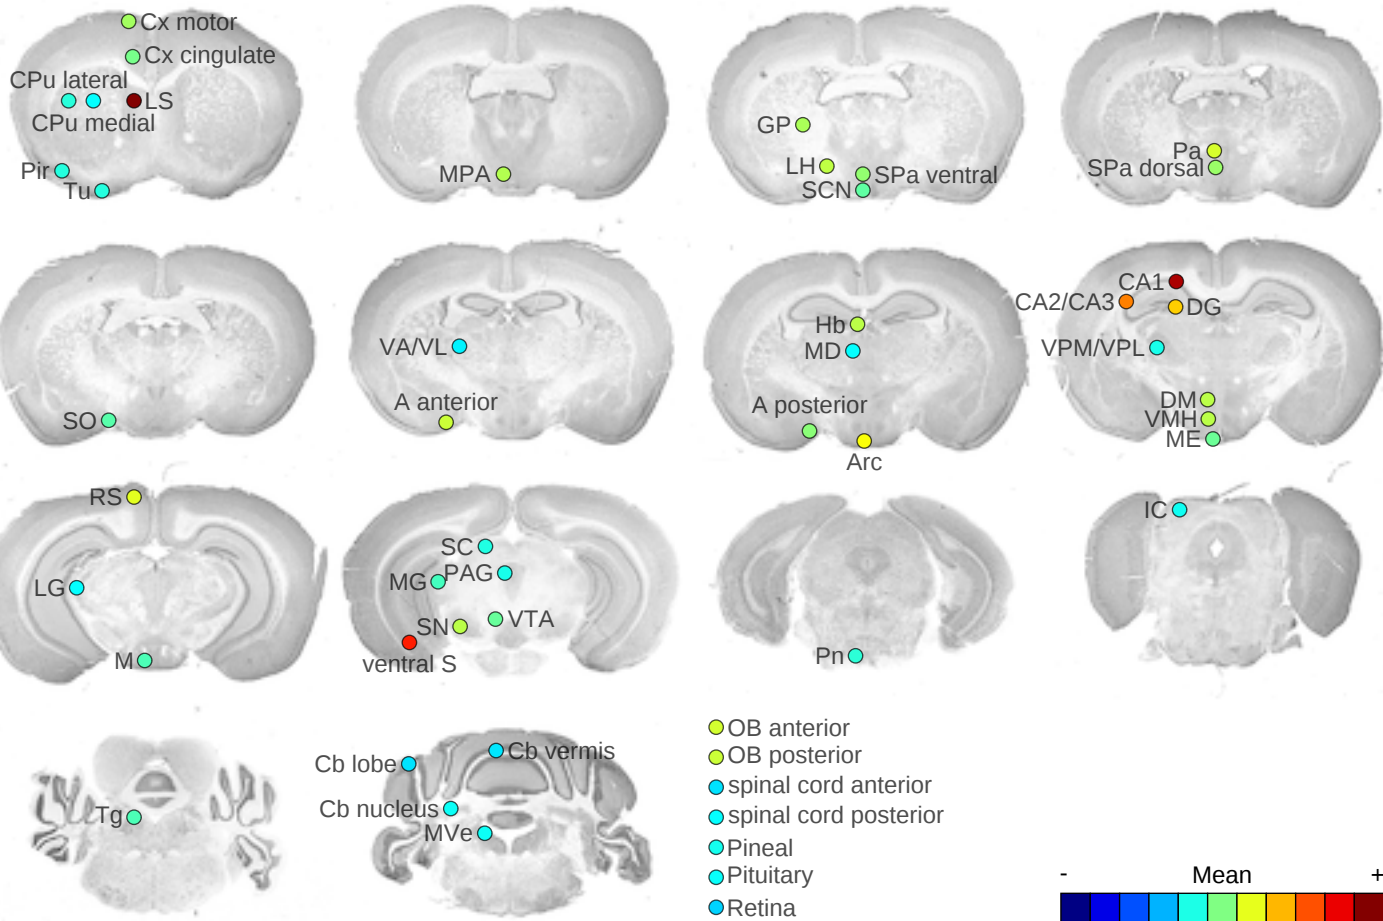 Cx motor
Cx cingulate
CPu lateral
LS
CPu medial
Pir
Tu
MPA
GP
LH
SPa ventral
SCN
Pa
SPa dorsal
SO
VA/VL
A anterior
Hb
MD
A posterior
Arc
CA1
CA2/CA3
DG
VPM/VPL
DM
VMH
ME
RS
LG
M
SC
MG
PAG
SN
VTA
ventral S
Pn
IC
Tg
Cb lobe
Cb vermis
Cb nucleus
MVe
OB anterior
OB posterior
spinal cord anterior
spinal cord posterior
Pineal
Pituitary
Retina
- Mean +